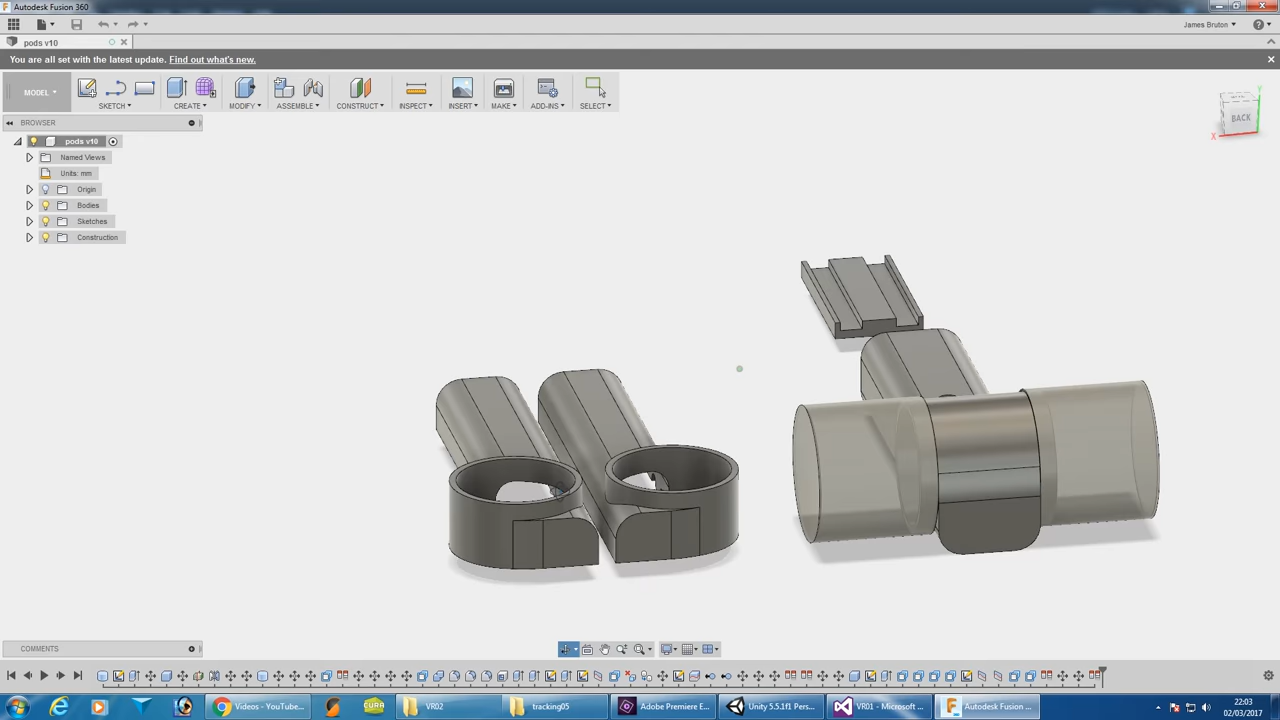 Autodesk Fusion 360
James Bruton
pods v10
You are all set with the latest update. Find out what's new.
MODEL
SKETCH
CREATE
MODIFY
ASSEMBLE
CONSTRUCT
INSPECT
INSERT
MAKE
ADD-INS
SELECT
BROWSER
pods v10
Named Views
Units: mm
Origin
Bodies
Sketches
Construction
Y
BACK
X
COMMENTS
Videos - YouTube...
CURA
VR02
tracking05
Adobe Premiere E...
Unity 5.5.1f1 Pers...
VR01 - Microsoft ...
Autodesk Fusion ...
22:03
02/03/2017